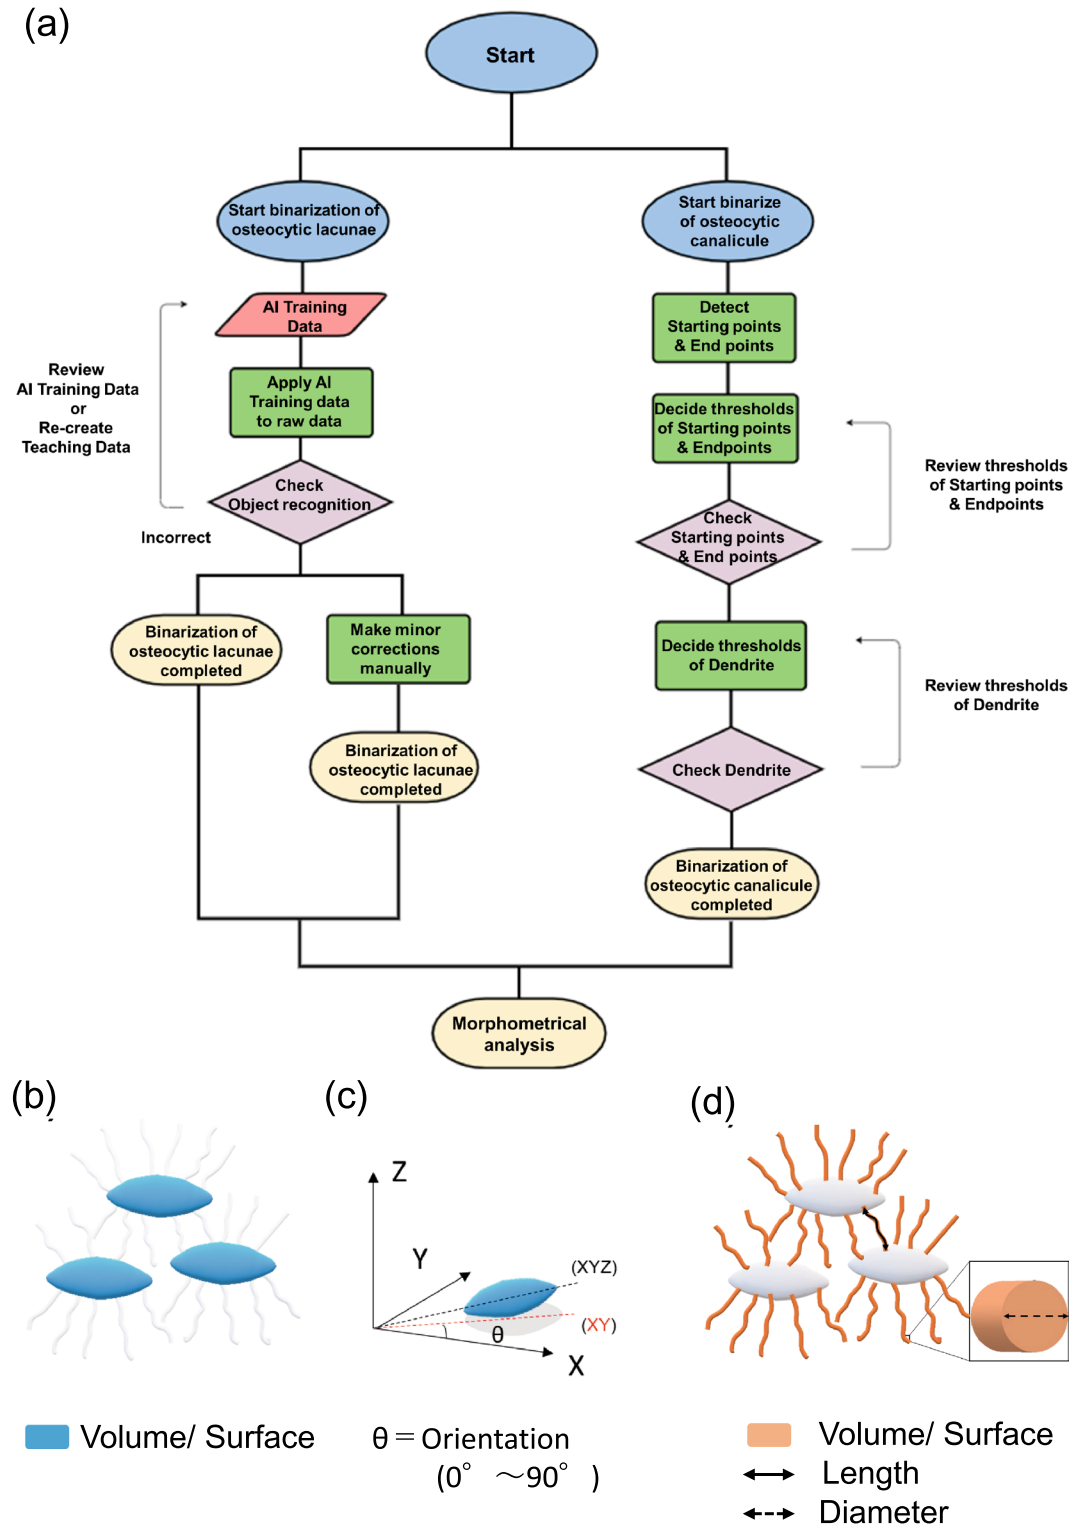 (a)
Start
Start binarization of
osteocytic lacunae
Start binarize
of osteocytic
canalicule
AI Training
Data
Detect
Starting points
& End points
Review
AI Training Data
or
Re-create
Teaching Data
Apply AI
Training data
to raw data
Decide thresholds
of Starting points
& Endpoints
Review thresholds
of Starting points
& Endpoints
Check
Object recognition
Check
Starting points
& End points
Incorrect
Binarization of
osteocytic lacunae
completed
Make minor
corrections
manually
Decide thresholds
of Dendrite
Review thresholds
of Dendrite
Binarization of
osteocytic lacunae
completed
Check Dendrite
Binarization of
osteocytic canalicule
completed
Morphometrical
analysis
(b)
(c)
(d)
Z
Y
(XYZ)
(XY)
θ
X
Volume/ Surface
θ＝Orientation
(0° ～90° )
Volume/ Surface
Length
Diameter